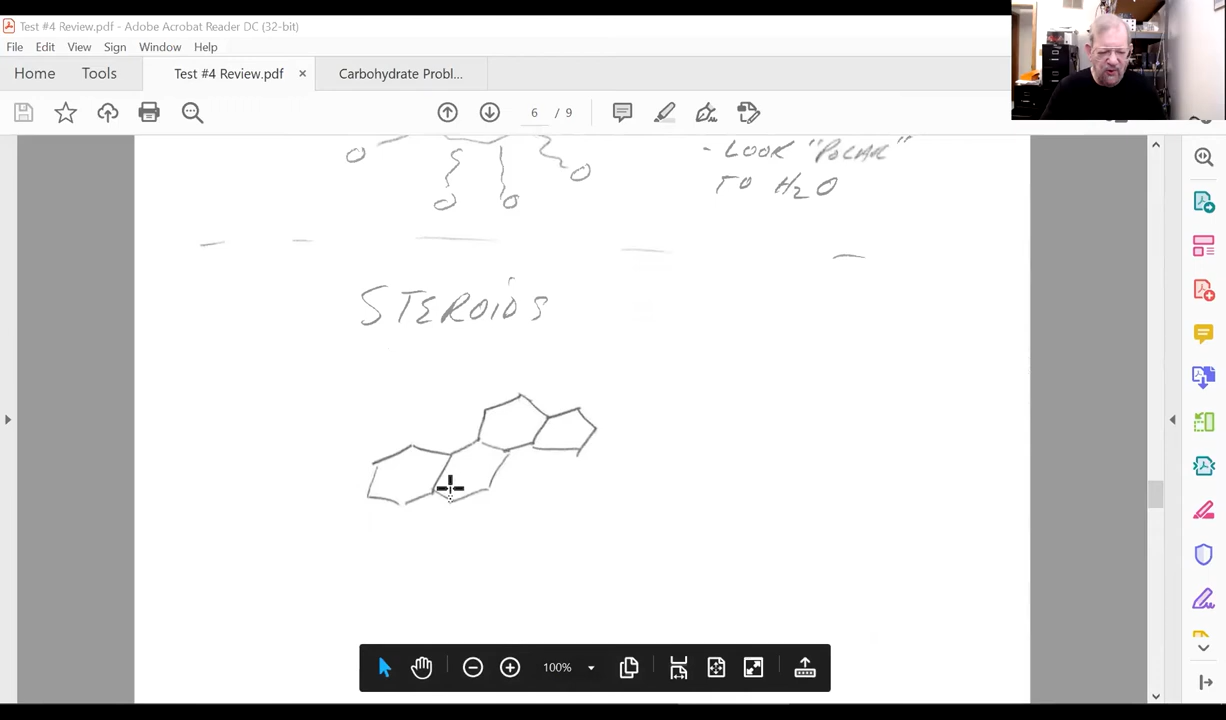 Test #4 Review.pdf - Adobe Acrobat Reader DC (32-bit)
File Edit View Sign Window Help
Home Tools Test #4 Review.pdf × Carbohydrate Probl...
6 / 9
O
- LOOK "POLAR"
TO H2O
O
O O
STEROIDS
100%